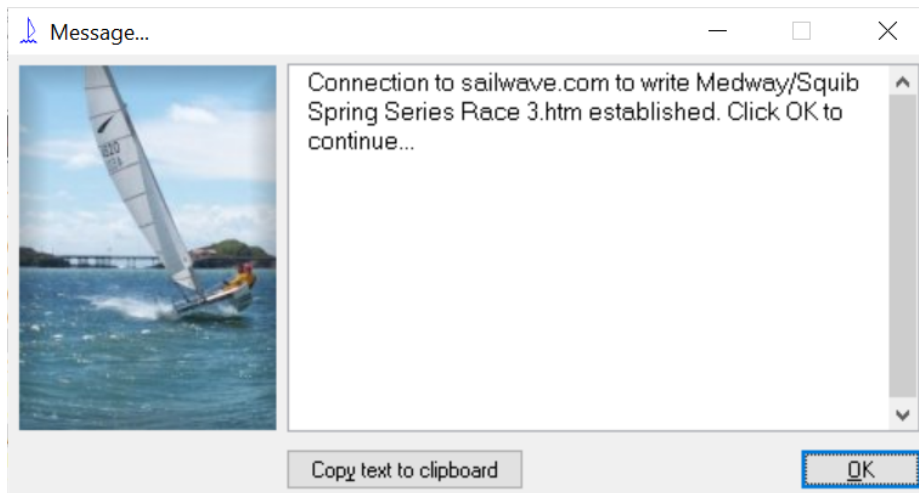 Message...
Connection to sailwave.com to write Medway/Squib
Spring Series Race 3.htm established. Click OK to
continue...
Copy text to clipboard
OK